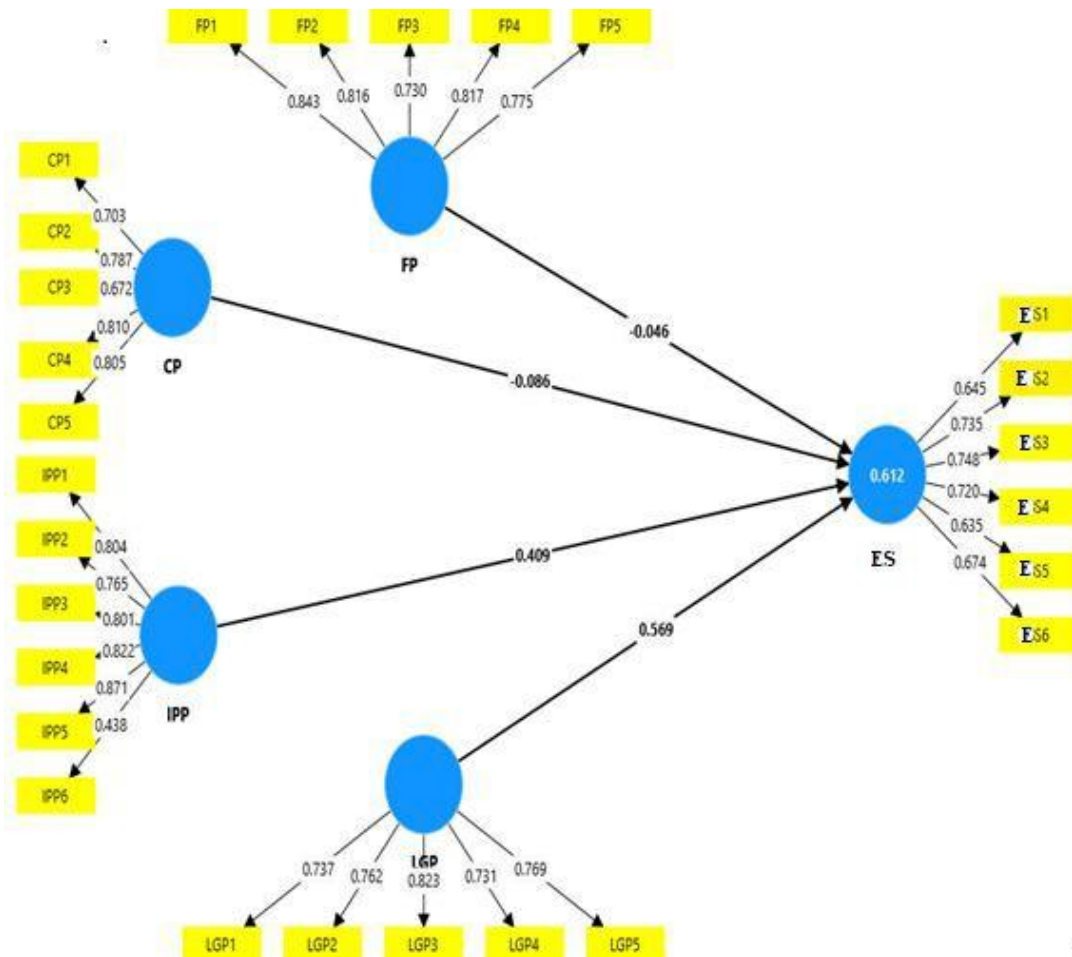 FP1 FP2 FP3 FP4 FP5
0.843 0.816 0.730 0.817 0.775
FP
CP1
CP2
CP3
CP4
CP5
0.703
0.787
0.672
0.810
0.805
CP
-0.046
-0.086
IPP1
IPP2
IPP3
IPP4
IPP5
IPP6
0.804
0.765
0.801
0.822
0.871
0.438
IPP
0.409
0.569
0.612
ES
0.645
0.735
0.748
0.720
0.635
0.674
ES1
ES2
ES3
ES4
ES5
ES6
LGP
0.737 0.762 0.823 0.731 0.769
LGP1 LGP2 LGP3 LGP4 LGP5